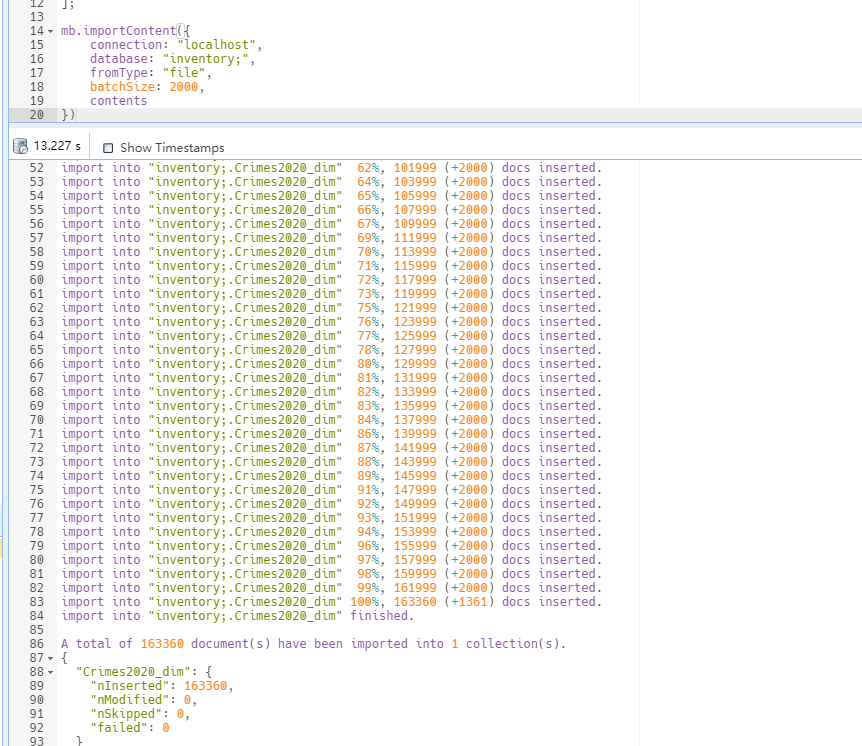 12 ];
13
14 mb.importContent({
15 connection: "localhost",
16 database: "inventory;",
17 fromType: "file",
18 batchSize: 2000,
19 contents
20 })
13.227 s Show Timestamps
52 import into "inventory;.Crimes2020_dim" 62%, 101999 (+2000) docs inserted.
53 import into "inventory;.Crimes2020_dim" 64%, 103999 (+2000) docs inserted.
54 import into "inventory;.Crimes2020_dim" 65%, 105999 (+2000) docs inserted.
55 import into "inventory;.Crimes2020_dim" 66%, 107999 (+2000) docs inserted.
56 import into "inventory;.Crimes2020_dim" 67%, 109999 (+2000) docs inserted.
57 import into "inventory;.Crimes2020_dim" 69%, 111999 (+2000) docs inserted.
58 import into "inventory;.Crimes2020_dim" 70%, 113999 (+2000) docs inserted.
59 import into "inventory;.Crimes2020_dim" 71%, 115999 (+2000) docs inserted.
60 import into "inventory;.Crimes2020_dim" 72%, 117999 (+2000) docs inserted.
61 import into "inventory;.Crimes2020_dim" 73%, 119999 (+2000) docs inserted.
62 import into "inventory;.Crimes2020_dim" 75%, 121999 (+2000) docs inserted.
63 import into "inventory;.Crimes2020_dim" 76%, 123999 (+2000) docs inserted.
64 import into "inventory;.Crimes2020_dim" 77%, 125999 (+2000) docs inserted.
65 import into "inventory;.Crimes2020_dim" 78%, 127999 (+2000) docs inserted.
66 import into "inventory;.Crimes2020_dim" 80%, 129999 (+2000) docs inserted.
67 import into "inventory;.Crimes2020_dim" 81%, 131999 (+2000) docs inserted.
68 import into "inventory;.Crimes2020_dim" 82%, 133999 (+2000) docs inserted.
69 import into "inventory;.Crimes2020_dim" 83%, 135999 (+2000) docs inserted.
70 import into "inventory;.Crimes2020_dim" 84%, 137999 (+2000) docs inserted.
71 import into "inventory;.Crimes2020_dim" 86%, 139999 (+2000) docs inserted.
72 import into "inventory;.Crimes2020_dim" 87%, 141999 (+2000) docs inserted.
73 import into "inventory;.Crimes2020_dim" 88%, 143999 (+2000) docs inserted.
74 import into "inventory;.Crimes2020_dim" 89%, 145999 (+2000) docs inserted.
75 import into "inventory;.Crimes2020_dim" 91%, 147999 (+2000) docs inserted.
76 import into "inventory;.Crimes2020_dim" 92%, 149999 (+2000) docs inserted.
77 import into "inventory;.Crimes2020_dim" 93%, 151999 (+2000) docs inserted.
78 import into "inventory;.Crimes2020_dim" 94%, 153999 (+2000) docs inserted.
79 import into "inventory;.Crimes2020_dim" 96%, 155999 (+2000) docs inserted.
80 import into "inventory;.Crimes2020_dim" 97%, 157999 (+2000) docs inserted.
81 import into "inventory;.Crimes2020_dim" 98%, 159999 (+2000) docs inserted.
82 import into "inventory;.Crimes2020_dim" 99%, 161999 (+2000) docs inserted.
83 import into "inventory;.Crimes2020_dim" 100%, 163360 (+1361) docs inserted.
84 import into "inventory;.Crimes2020_dim" finished.
85
86 A total of 163360 document(s) have been imported into 1 collection(s).
87 {
88 "Crimes2020_dim": {
89 "nInserted": 163360,
90 "nModified": 0,
91 "nSkipped": 0,
92 "failed": 0
93 }